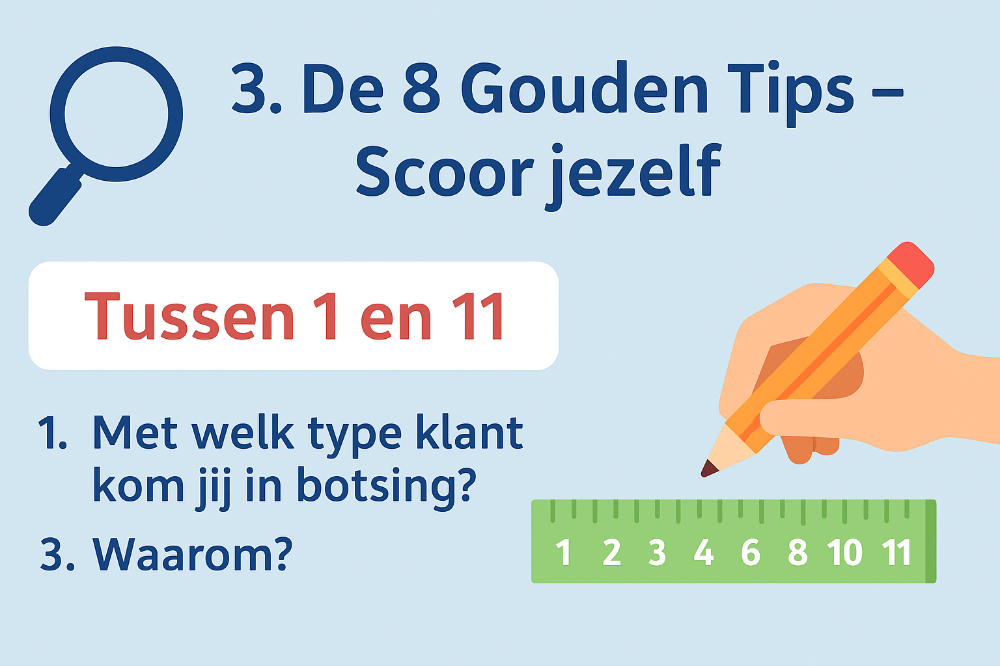 3. De 8 Gouden Tips –
Scoor jezelf
Tussen 1 en 11
1. Met welk type klant
kom jij in botsing?
3. Waarom?
1 2 3 4 6 8 10 11